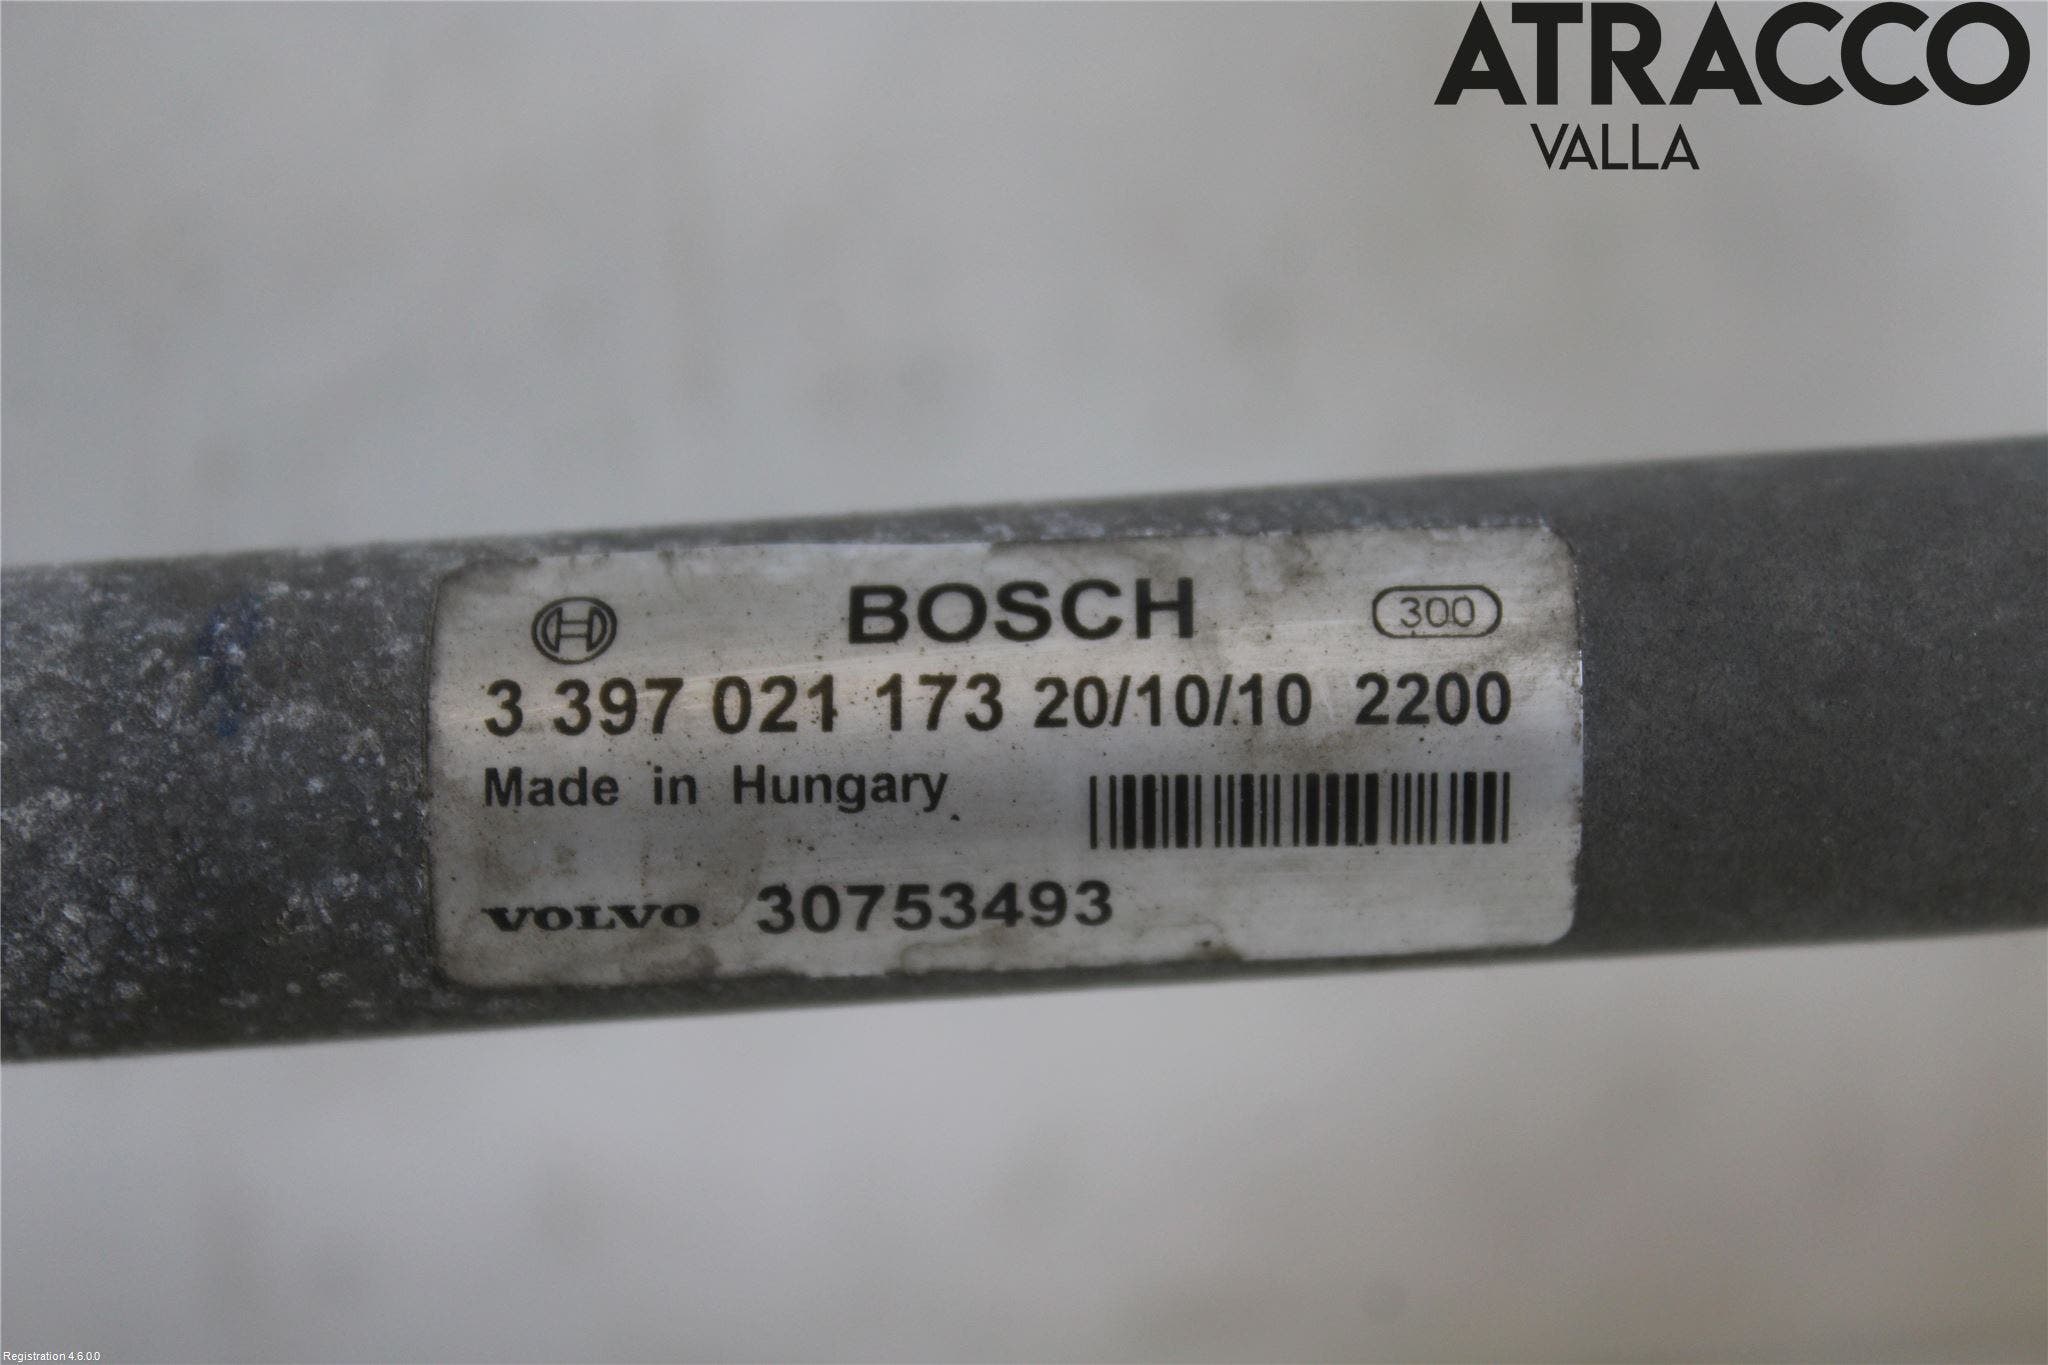 ATRACCO
VALLA
BOSCH 300
3 397 021 173 20/10/10 2200
Made in Hungary
VOLVO 30753493
Registration 4.6.0.0